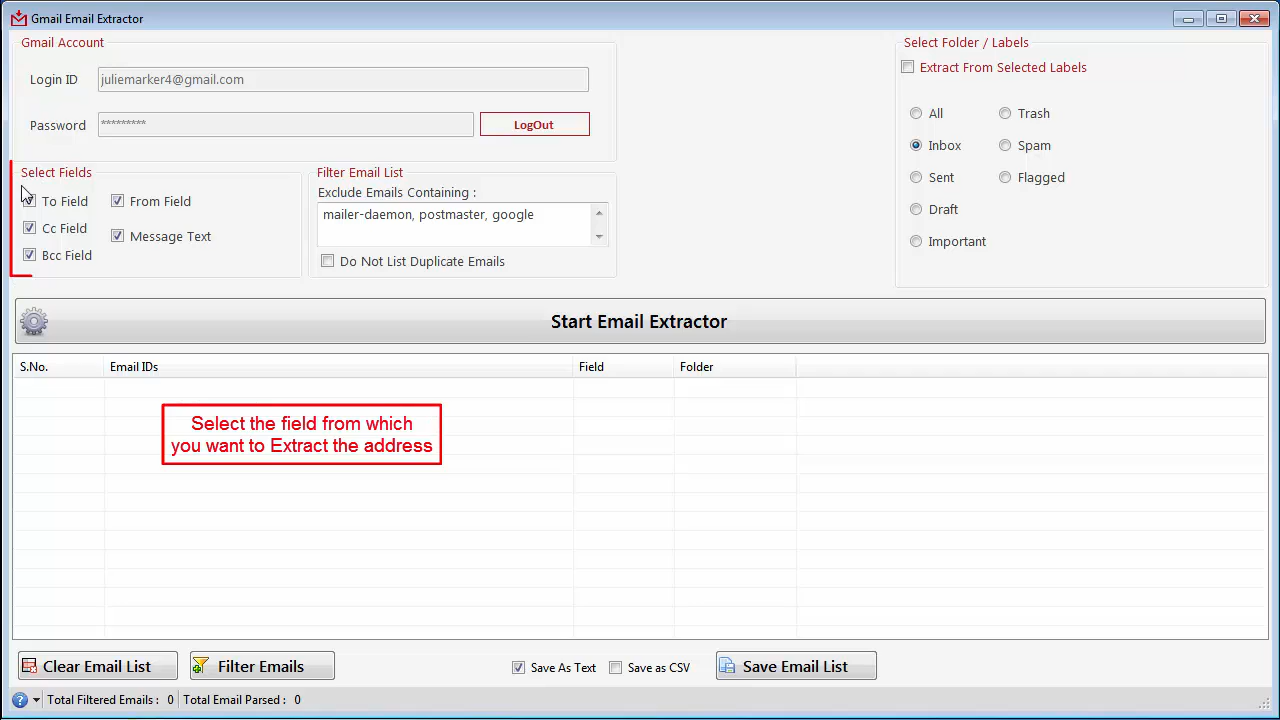 Gmail Email Extractor
Gmail Account
Login ID
juliemarker4@gmail.com
Password
*********
LogOut
Select Fields
To Field
From Field
Cc Field
Message Text
Bcc Field
Filter Email List
Exclude Emails Containing :
mailer-daemon, postmaster, google
Do Not List Duplicate Emails
Select Folder / Labels
Extract From Selected Labels
All
Trash
Inbox
Spam
Sent
Flagged
Draft
Important
Start Email Extractor
S.No.
Email IDs
Field
Folder
Select the field from which
you want to Extract the address
Clear Email List
Filter Emails
Save As Text
Save as CSV
Save Email List
Total Filtered Emails : 0
Total Email Parsed : 0